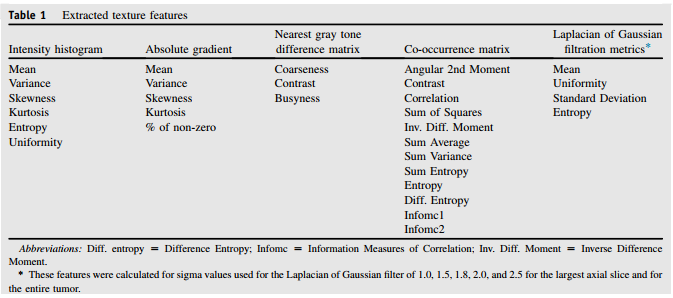 Table 1 Extracted texture features
Nearest gray tone Laplacian of Gaussian
Intensity histogram Absolute gradient difference matrix Co-occurrence matrix filtration metrics*
Mean Mean Coarseness Angular 2nd Moment Mean
Variance Variance Contrast Contrast Uniformity
Skewness Skewness Busyness Correlation Standard Deviation
Kurtosis Kurtosis Sum of Squares Entropy
Entropy % of non-zero Inv. Diff. Moment
Uniformity Sum Average
Sum Variance
Sum Entropy
Entropy
Diff. Entropy
Infomc1
Infomc2
Abbreviations: Diff. entropy = Difference Entropy; Infomc = Information Measures of Correlation; Inv. Diff. Moment = Inverse Difference
Moment.
* These features were calculated for sigma values used for the Laplacian of Gaussian filter of 1.0, 1.5, 1.8, 2.0, and 2.5 for the largest axial slice and for
the entire tumor.